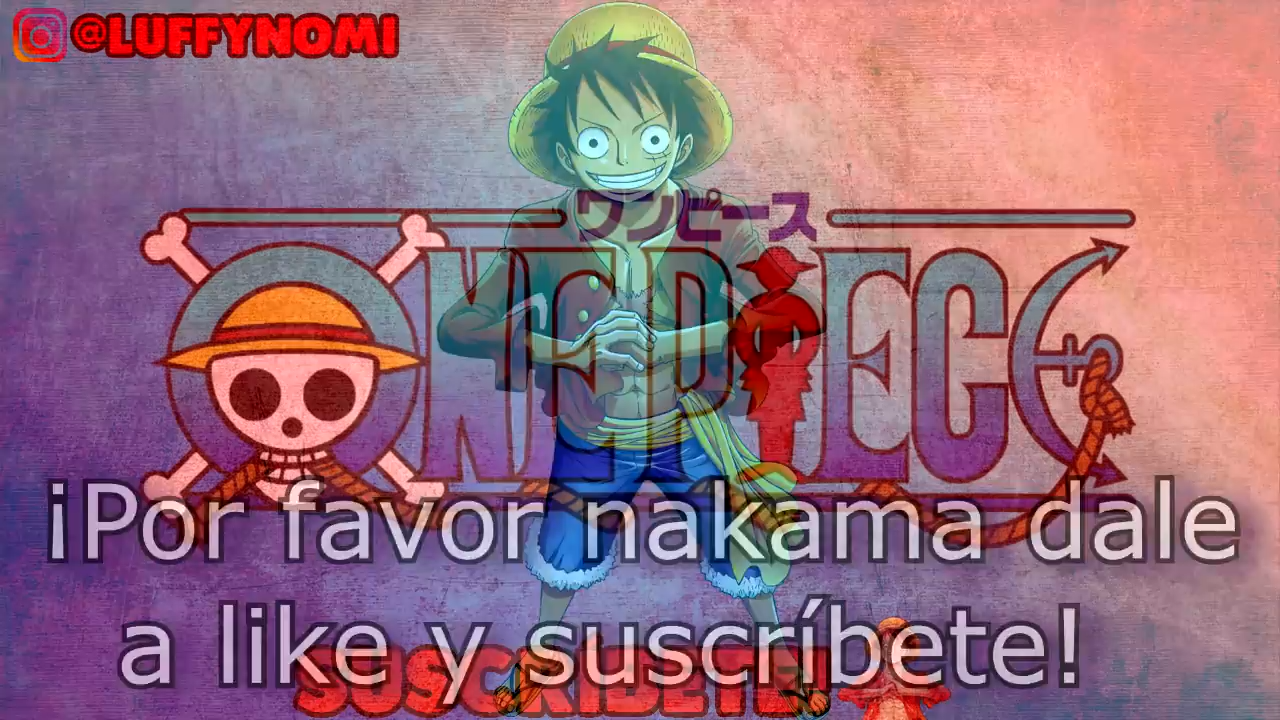 @LUFFYNOMI
ワンピース
ONE PIECE
¡Por favor nakama dale
a like y suscríbete!
SUSCRIBETE!